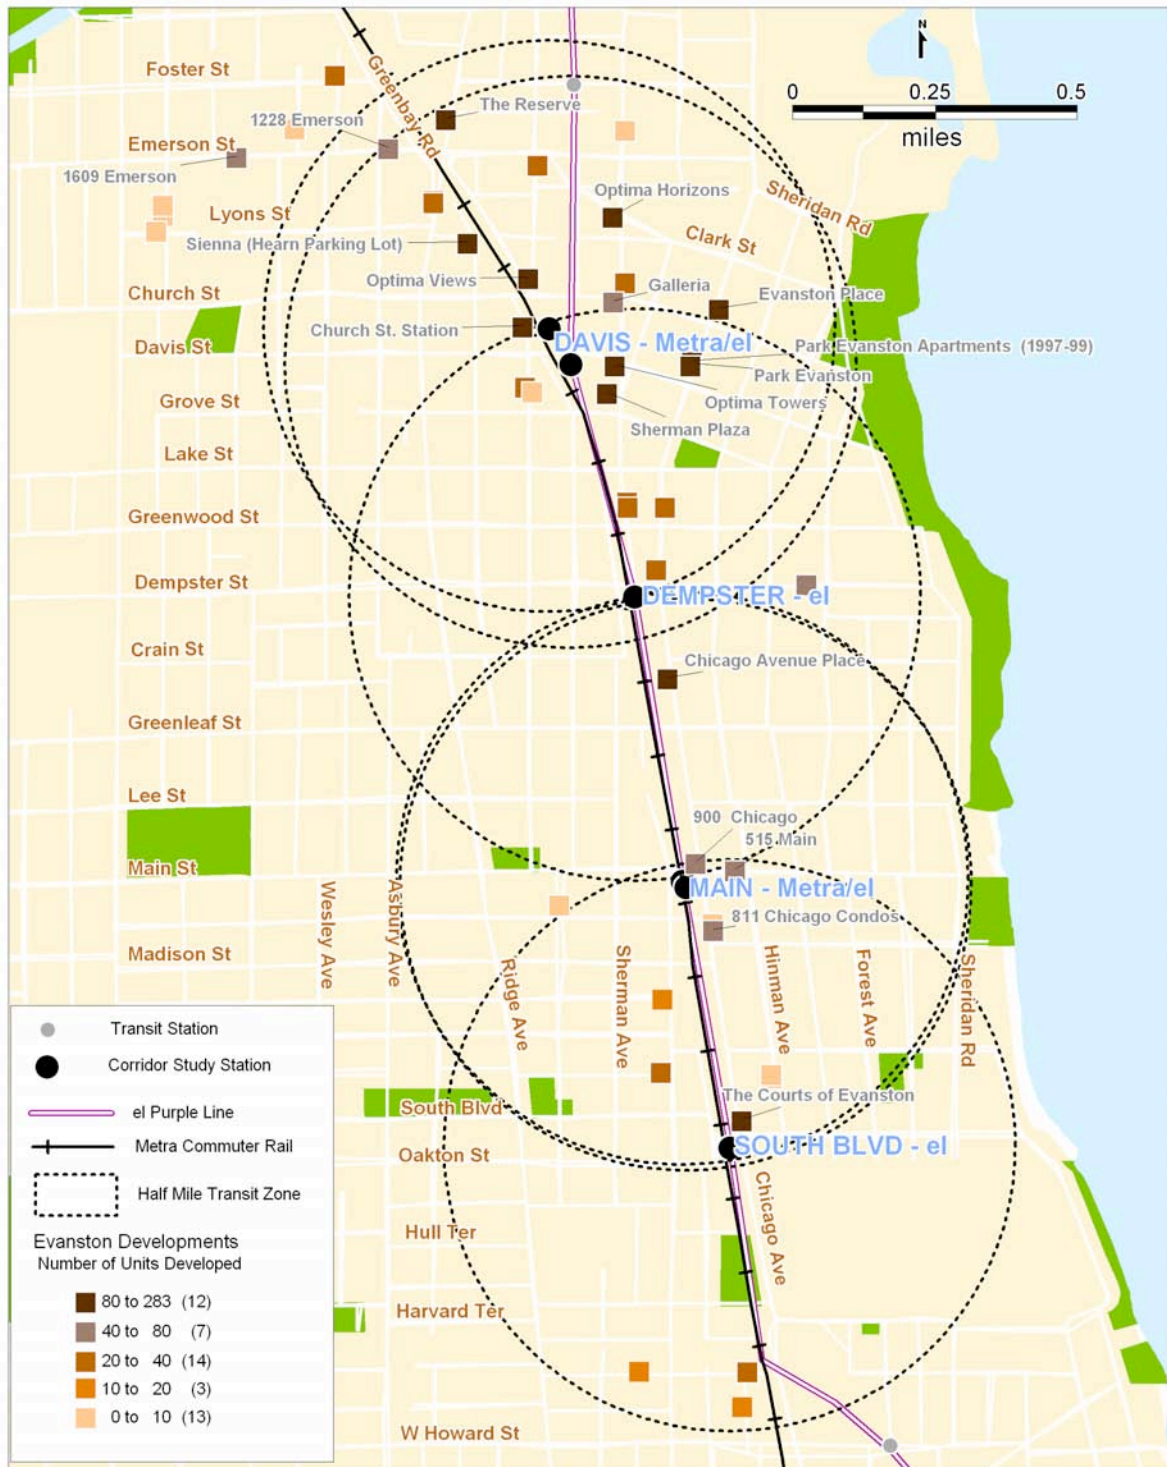 N
0 0.25 0.5
miles
Foster St
Greenbay Rd
The Reserve
1228 Emerson
Emerson St
1609 Emerson
Optima Horizons
Sheridan Rd
Lyons St
Clark St
Sienna (Hearn Parking Lot)
Optima Views
Galleria
Evanston Place
Church St
Church St. Station
DAVIS - Metra/el
Davis St
Park Evanston Apartments (1997-99)
Park Evanston
Grove St
Optima Towers
Sherman Plaza
Lake St
Greenwood St
Dempster St
DEMPSTER - el
Crain St
Chicago Avenue Place
Greenleaf St
Lee St
900 Chicago
515 Main
Main St
MAIN - Metra/el
Wesley Ave
Asbury Ave
811 Chicago Condos
Madison St
Ridge Ave
Sherman Ave
Hinman Ave
Forest Ave
Sheridan Rd
The Courts of Evanston
South Blvd
SOUTH BLVD - el
Oakton St
Chicago Ave
Hull Ter
Harvard Ter
W Howard St
Transit Station
Corridor Study Station
el Purple Line
Metra Commuter Rail
Half Mile Transit Zone
Evanston Developments
Number of Units Developed
80 to 283 (12)
40 to 80 (7)
20 to 40 (14)
10 to 20 (3)
0 to 10 (13)